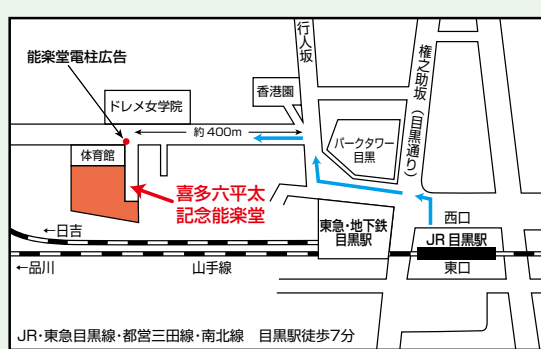 能楽堂電柱広告
ドレメ女学院
香港園
行人坂
権之助坂（目黒通り）
約400m
体育館
パークタワー
目黒
喜多六平太
記念能楽堂
←日吉
東急・地下鉄
目黒駅
西口
JR 目黒駅
東口
←品川
山手線
JR・東急目黒線・都営三田線・南北線　目黒駅徒歩7分